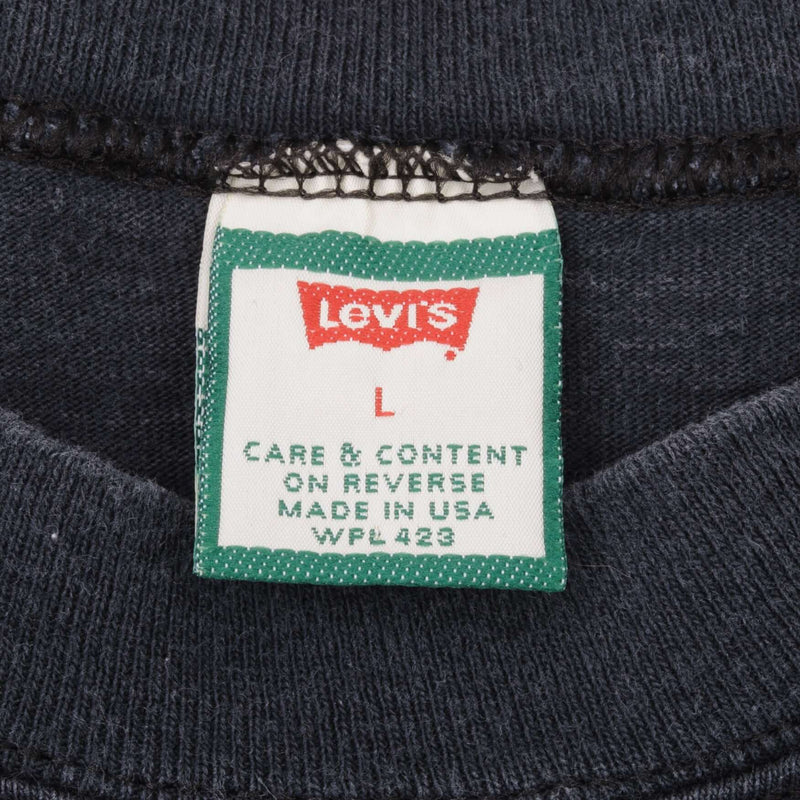 Levi's
L
CARE & CONTENT
ON REVERSE
MADE IN USA
WPL 423